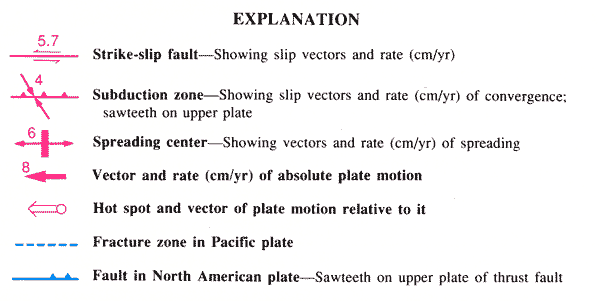 EXPLANATION
5.7
Strike-slip fault—Showing slip vectors and rate (cm/yr)
4
Subduction zone—Showing slip vectors and rate (cm/yr) of convergence;
sawteeth on upper plate
6
Spreading center—Showing vectors and rate (cm/yr) of spreading
8
Vector and rate (cm/yr) of absolute plate motion
Hot spot and vector of plate motion relative to it
Fracture zone in Pacific plate
Fault in North American plate—Sawteeth on upper plate of thrust fault